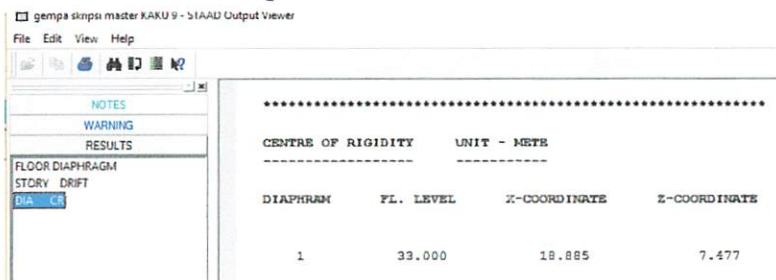 gempa skripsi master KAKU 9 - STAAD Output Viewer
File Edit View Help
NOTES
WARNING
RESULTS
FLOOR DIAPHRAGM
STORY DRIFT
DIA CR
************************************************************
CENTRE OF RIGIDITY UNIT - METE
------------------ -----------
DIAPHRAM FL. LEVEL X-COORDINATE Z-COORDINATE
1 33.000 18.885 7.477